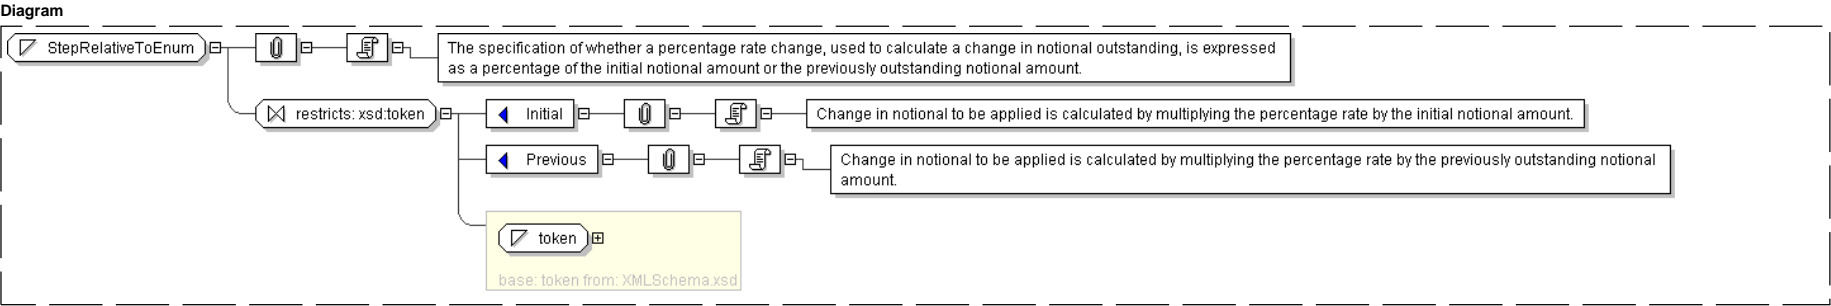 Diagram
StepRelativeToEnum
The specification of whether a percentage rate change, used to calculate a change in notional outstanding, is expressed
as a percentage of the initial notional amount or the previously outstanding notional amount.
restricts: xsd:token
Initial
Change in notional to be applied is calculated by multiplying the percentage rate by the initial notional amount.
Previous
Change in notional to be applied is calculated by multiplying the percentage rate by the previously outstanding notional
amount.
token
base: token from: XMLSchema.xsd